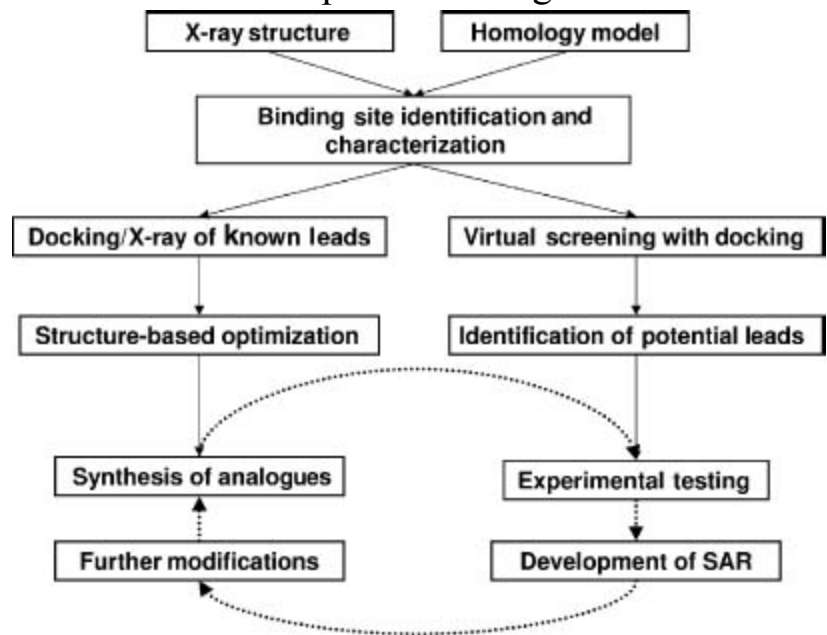 X-ray structure
Homology model
Binding site identification and
characterization
Docking/X-ray of known leads
Virtual screening with docking
Structure-based optimization
Identification of potential leads
Synthesis of analogues
Experimental testing
Further modifications
Development of SAR